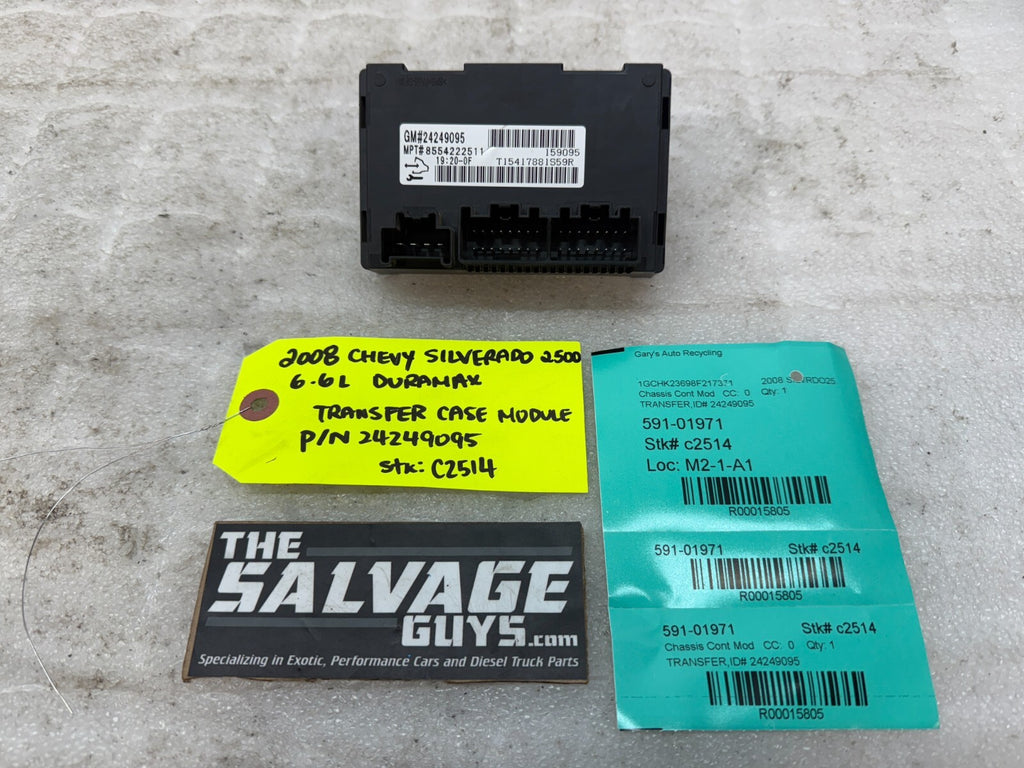 GM#24249095
MPT#8554222511
159095
19:20-0F
T15417881S59R
2008 CHEVY SILVERADO 2500
6.6L DURAMAX
TRANSFER CASE MODULE
P/N 24249095
Stk: C2514
THE
SALVAGE
GUYS.com
Specializing in Exotic, Performance Cars and Diesel Truck Parts
Gary's Auto Recycling
1GCHK23698F217371 2008
Chassis Cont Mod CC: 0 Qty: 1
TRANSFER,ID# 24249095
591-01971
Stk# c2514
Loc: M2-1-A1
R00015805
591-01971 Stk# c2514
R00015805
591-01971 Stk# c2514
Chassis Cont Mod CC: 0 Qty: 1
TRANSFER,ID# 24249095
R00015805